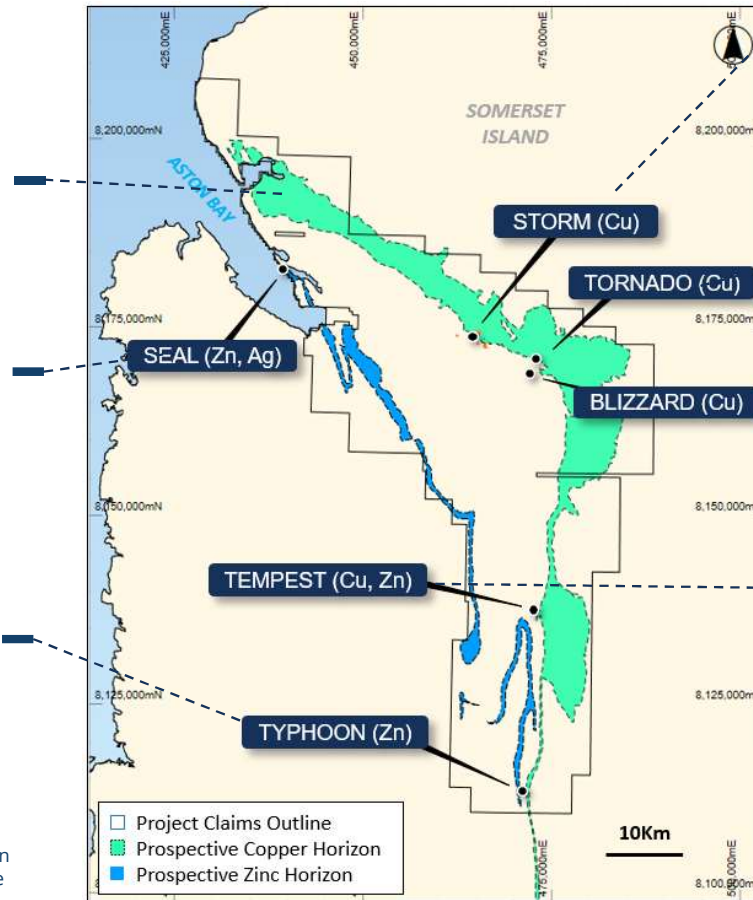 425,000mE
450,000mE
475,000mE
8,200,000mN
8,200,000mN
SOMERSET
ISLAND
ASTON BAY
STORM (Cu)
TORNADO (Cu)
8,175,000mN
8,175,000mN
SEAL (Zn, Ag)
BLIZZARD (Cu)
8,150,000mN
8,150,000mN
TEMPEST (Cu, Zn)
8,125,000mN
8,125,000mN
TYPHOON (Zn)
Project Claims Outline
Prospective Copper Horizon
Prospective Zinc Horizon
10Km
475,000mE